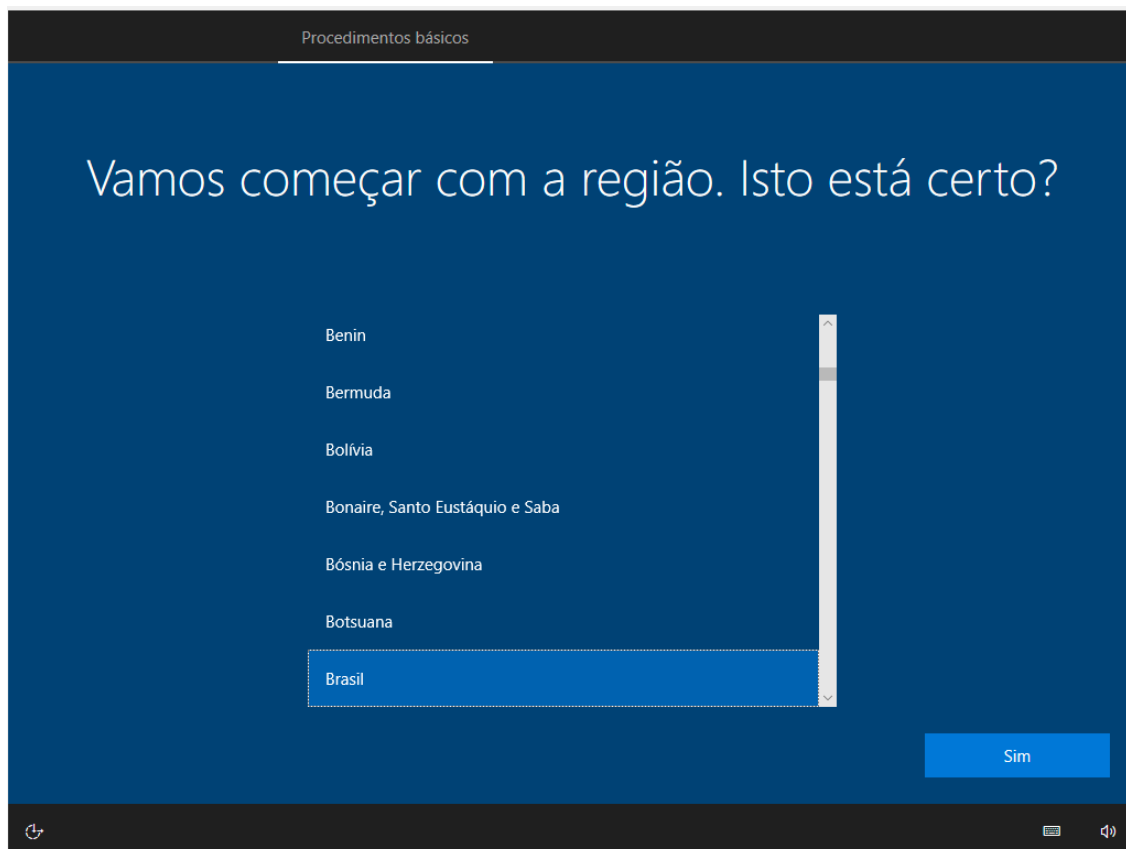 Procedimentos básicos
Vamos começar com a região. Isto está certo?
Benin
Bermuda
Bolívia
Bonaire, Santo Eustáquio e Saba
Bósnia e Herzegovina
Botsuana
Brasil
Sim